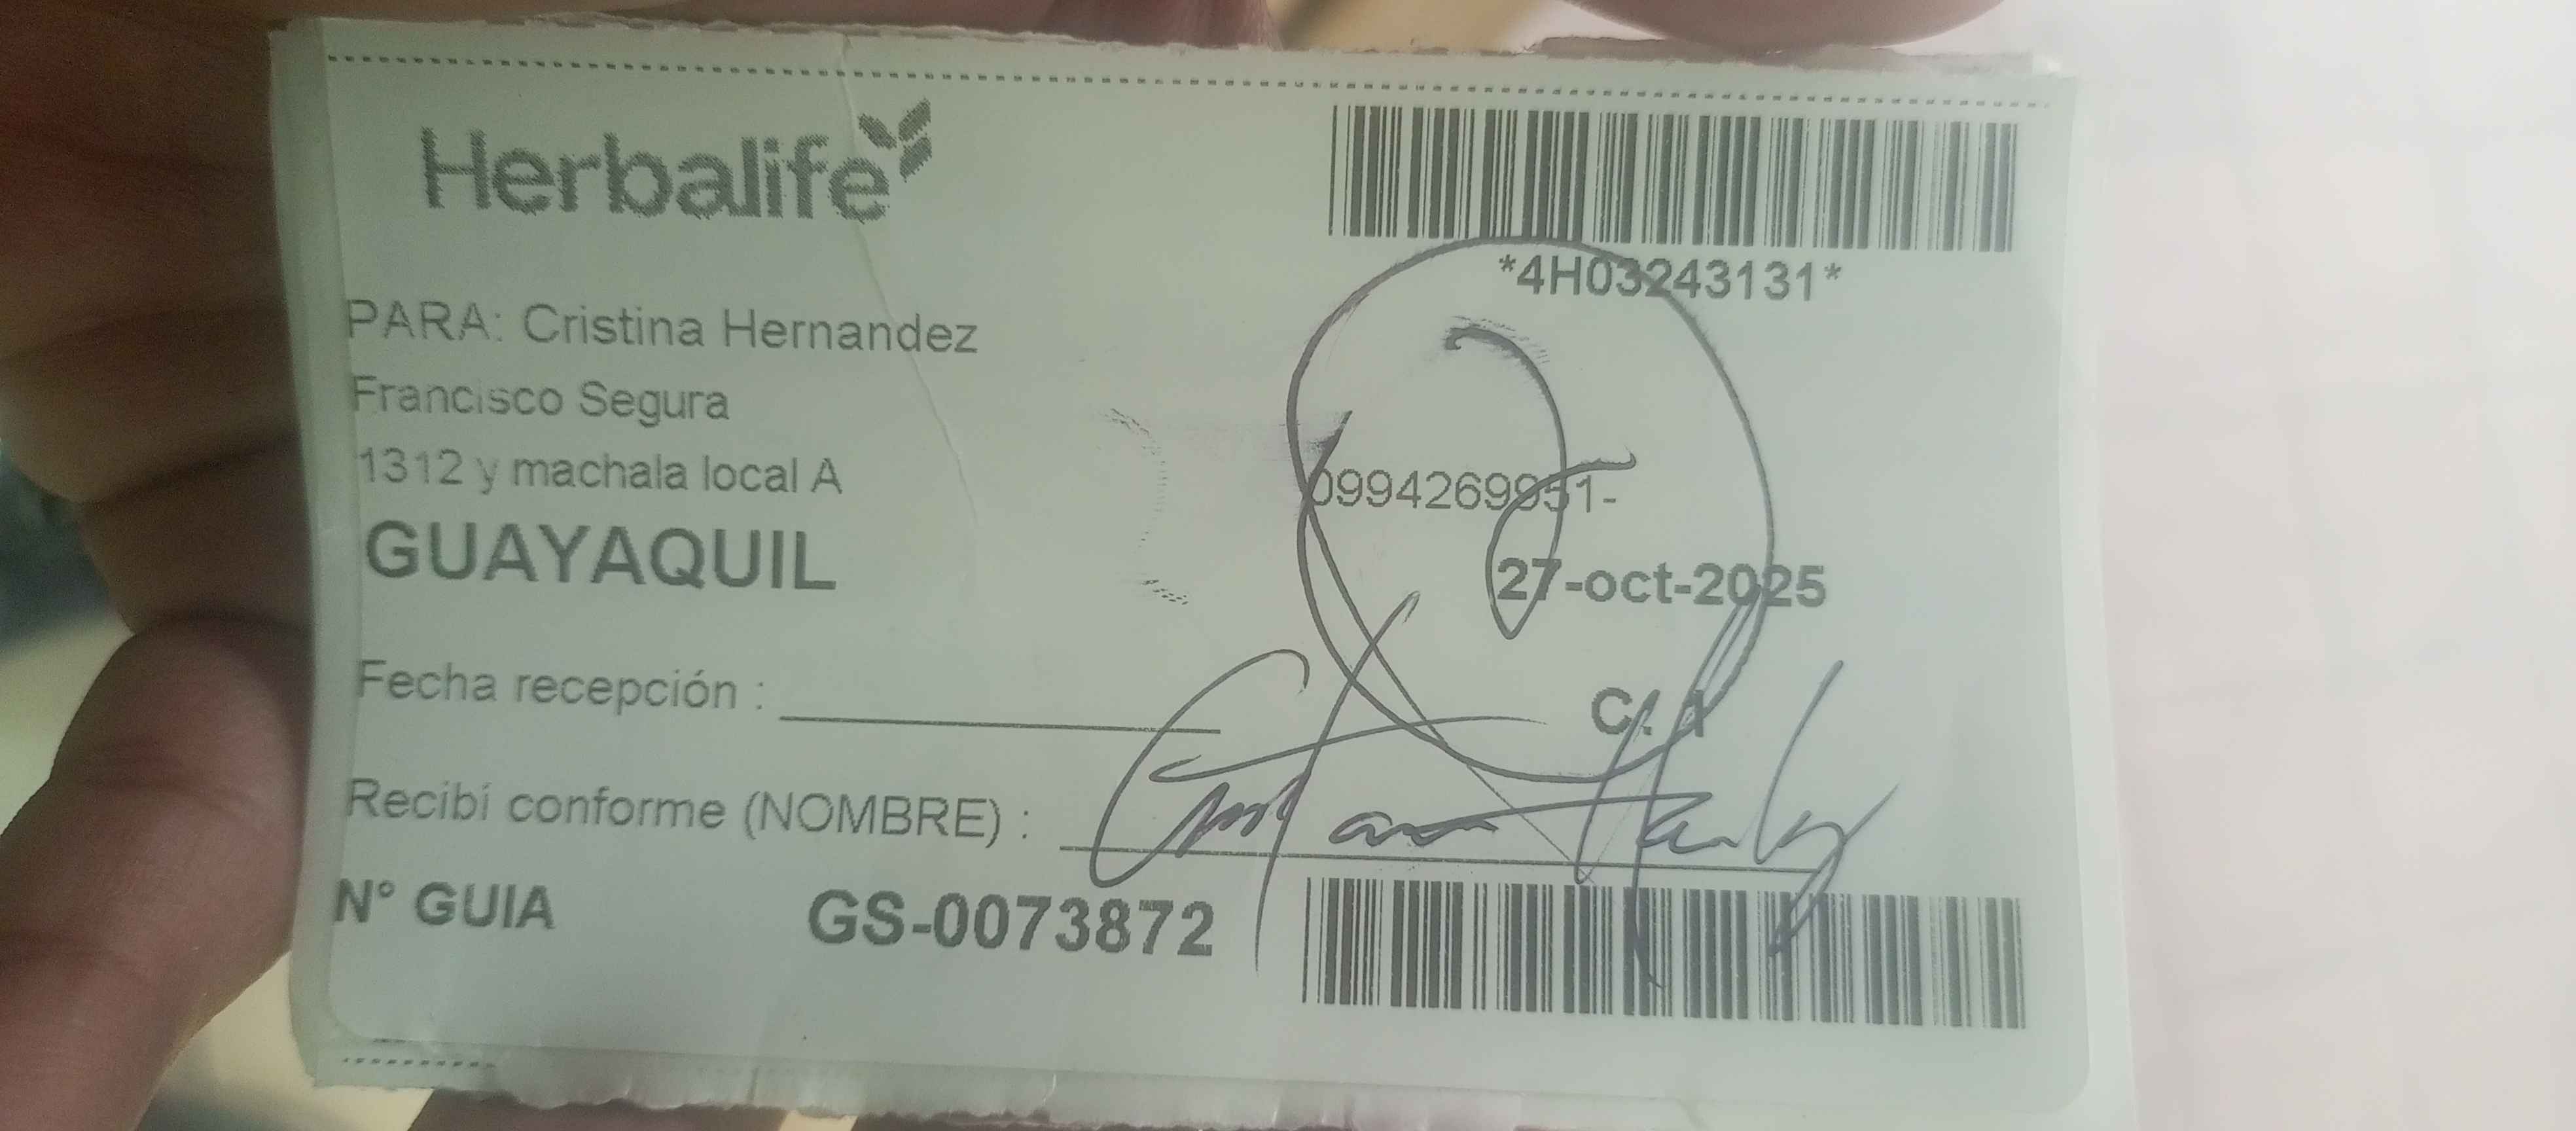 Herbalife
*4H03243131*
PARA: Cristina Hernandez
Francisco Segura
1312 y machala local A
0994269951-
GUAYAQUIL
27-oct-2025
Fecha recepción :
C. I
Recibí conforme (NOMBRE) :
N° GUIA GS-0073872